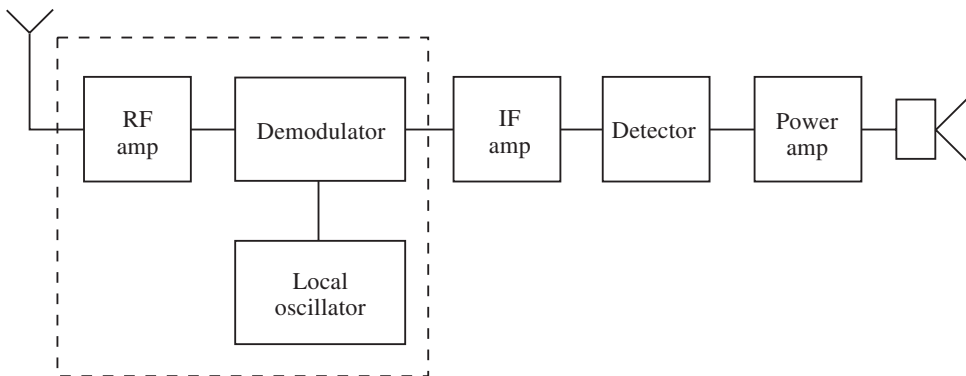 RF
amp
Demodulator
IF
amp
Detector
Power
amp
Local
oscillator